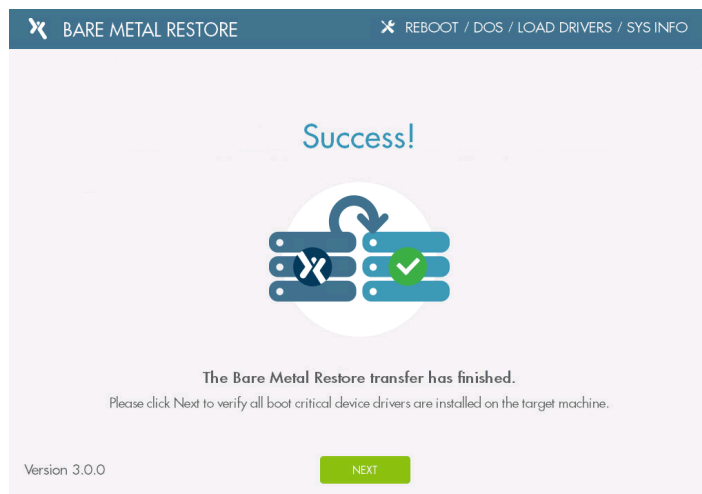 BARE METAL RESTORE
REBOOT / DOS / LOAD DRIVERS / SYS INFO
Success!
The Bare Metal Restore transfer has finished.
Please click Next to verify all boot critical device drivers are installed on the target machine.
Version 3.0.0
NEXT